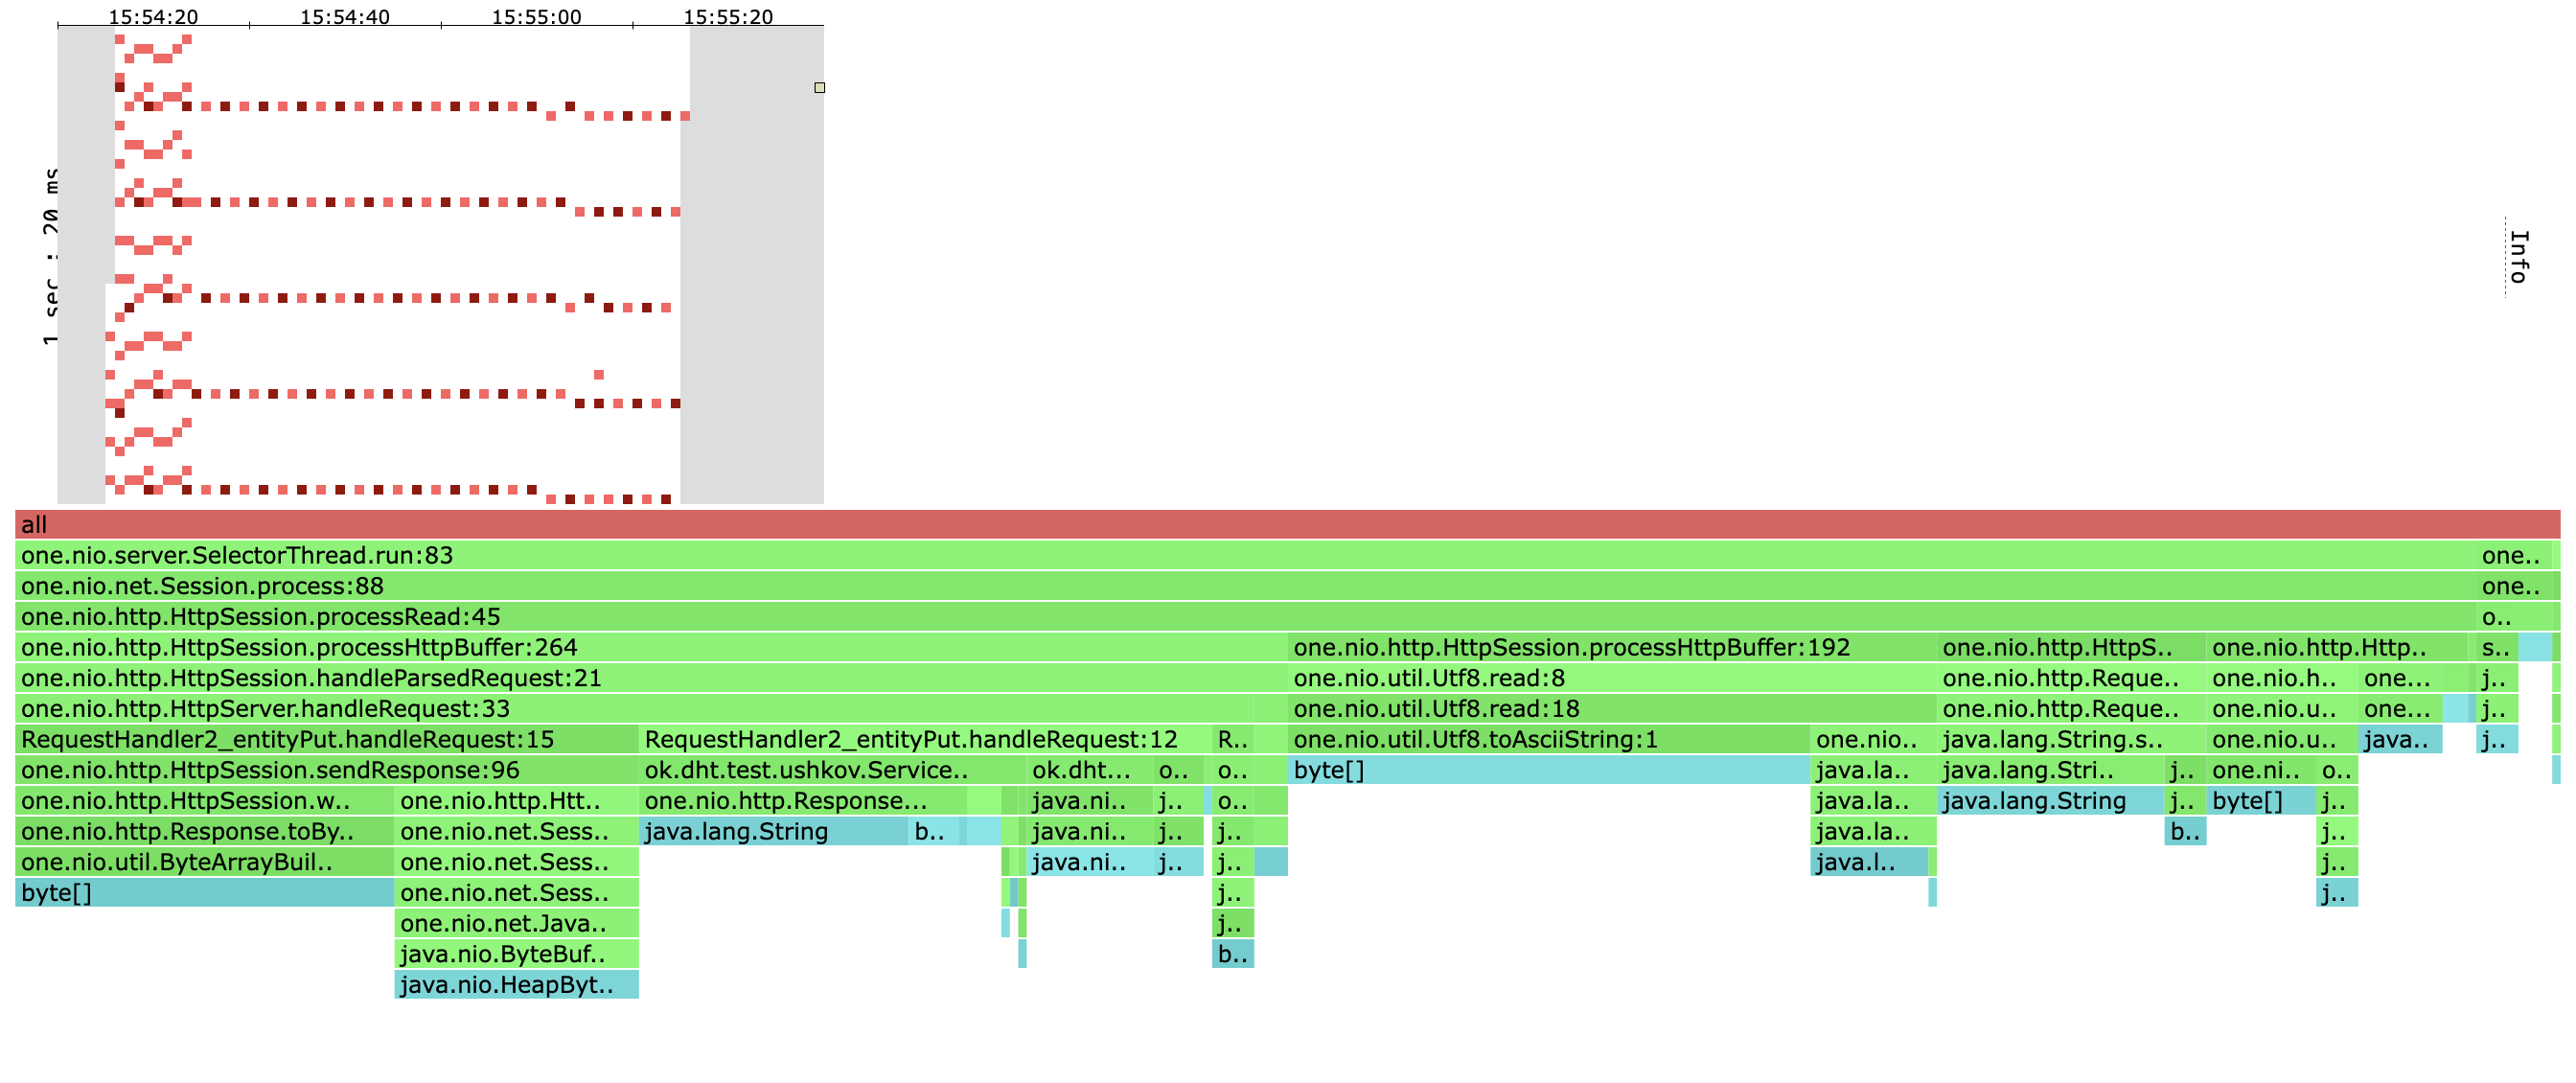 15:54:20 15:54:40 15:55:00 15:55:20
1 sec : 20 ms
Info
all
one.nio.server.SelectorThread.run:83 one..
one.nio.net.Session.process:88 one..
one.nio.http.HttpSession.processRead:45 o..
one.nio.http.HttpSession.processHttpBuffer:264 one.nio.http.HttpSession.processHttpBuffer:192 one.nio.http.HttpS.. one.nio.http.Http.. s..
one.nio.http.HttpSession.handleParsedRequest:21 one.nio.util.Utf8.read:8 one.nio.http.Reque.. one.nio.h.. one... j..
one.nio.http.HttpServer.handleRequest:33 one.nio.util.Utf8.read:18 one.nio.http.Reque.. one.nio.u.. one... j..
RequestHandler2_entityPut.handleRequest:15 RequestHandler2_entityPut.handleRequest:12 R.. one.nio.util.Utf8.toAsciiString:1 one.nio.. java.lang.String.s.. one.nio.u.. java.. j..
one.nio.http.HttpSession.sendResponse:96 ok.dht.test.ushkov.Service.. ok.dht... o.. o.. byte[] java.la.. java.lang.Stri.. j.. one.ni.. o..
one.nio.http.HttpSession.w.. one.nio.http.Htt.. one.nio.http.Response... java.ni.. j.. o.. java.la.. java.lang.String j.. byte[] j..
one.nio.http.Response.toBy.. one.nio.net.Sess.. java.lang.String b.. java.ni.. j.. j.. java.la.. b.. j..
one.nio.util.ByteArrayBuil.. one.nio.net.Sess.. java.ni.. j.. j.. java.l.. j..
byte[] one.nio.net.Sess.. j.. j..
one.nio.net.Java.. j..
java.nio.ByteBuf.. b..
java.nio.HeapByt..